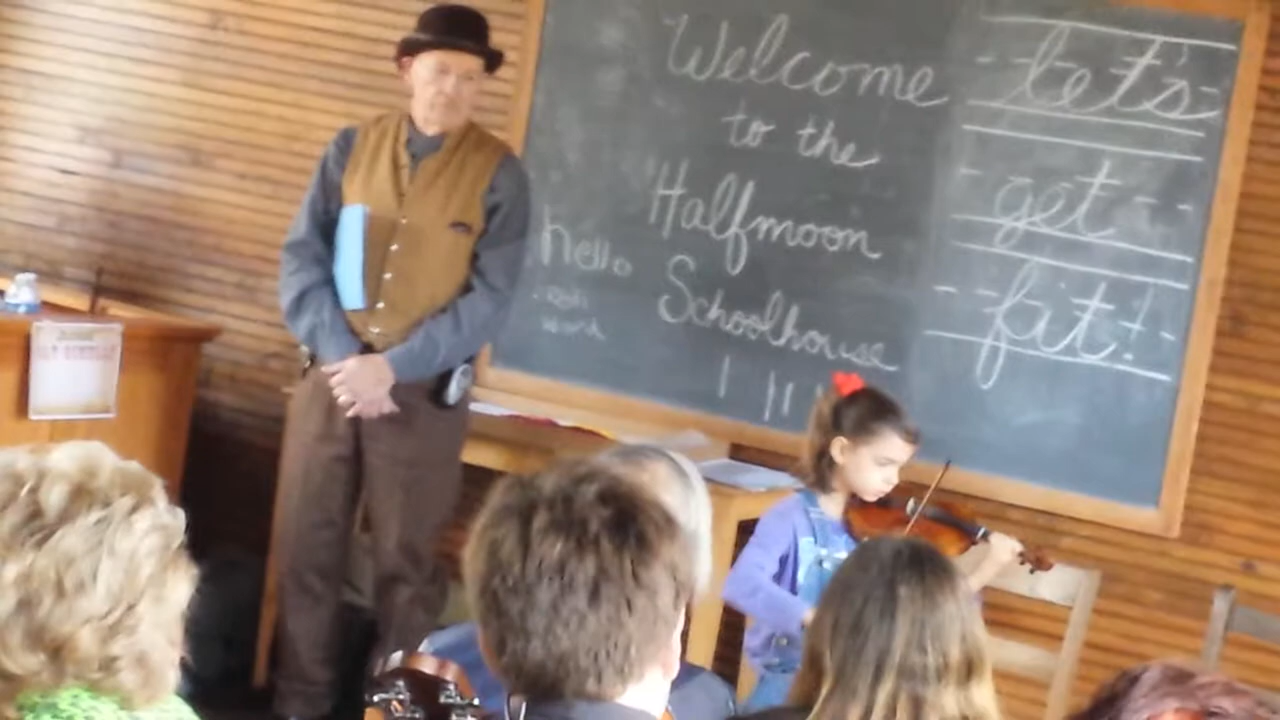 Welcome
to the
Halfmoon
Schoolhouse
hello
let's
get
fit!